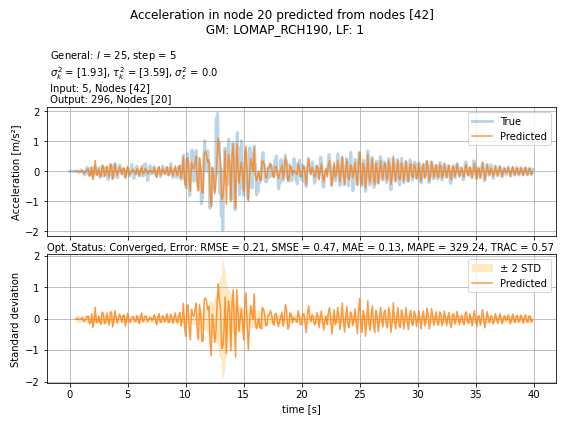 Acceleration in node 20 predicted from nodes [42]
GM: LOMAP_RCH190, LF: 1
General: l = 25, step = 5
σ²ₖ = [1.93], τ²ₖ = [3.59], σ²ε = 0.0
Input: 5, Nodes [42]
Output: 296, Nodes [20]
Acceleration [m/s²]
2
1
0
−1
−2
True
Predicted
Opt. Status: Converged, Error: RMSE = 0.21, SMSE = 0.47, MAE = 0.13, MAPE = 329.24, TRAC = 0.57
Standard deviation
2
1
0
−1
−2
± 2 STD
Predicted
0 5 10 15 20 25 30 35 40
time [s]